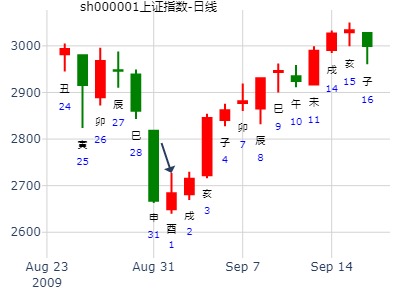 sh000001上证指数-日线
3000
2900
2800
2700
2600
丑
24
寅
25
卯
26
辰
27
巳
28
申
31
酉
1
戌
2
亥
3
子
4
卯
7
辰
8
巳
9
午
10
未
11
戌
14
亥
15
子
16
Aug 23
2009
Aug 31
Sep 7
Sep 14